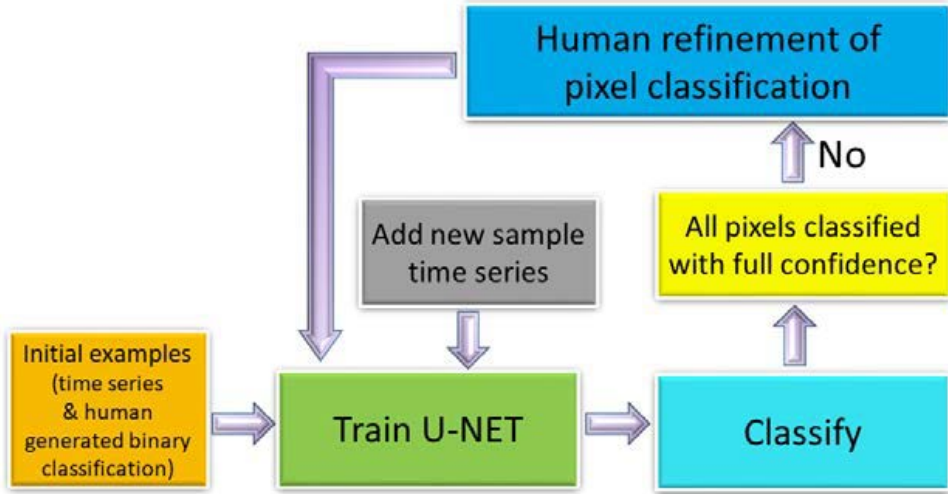 Human refinement of
pixel classification
No
Add new sample
time series
All pixels classified
with full confidence?
Initial examples
(time series
& human
generated binary
classification)
Train U-NET
Classify